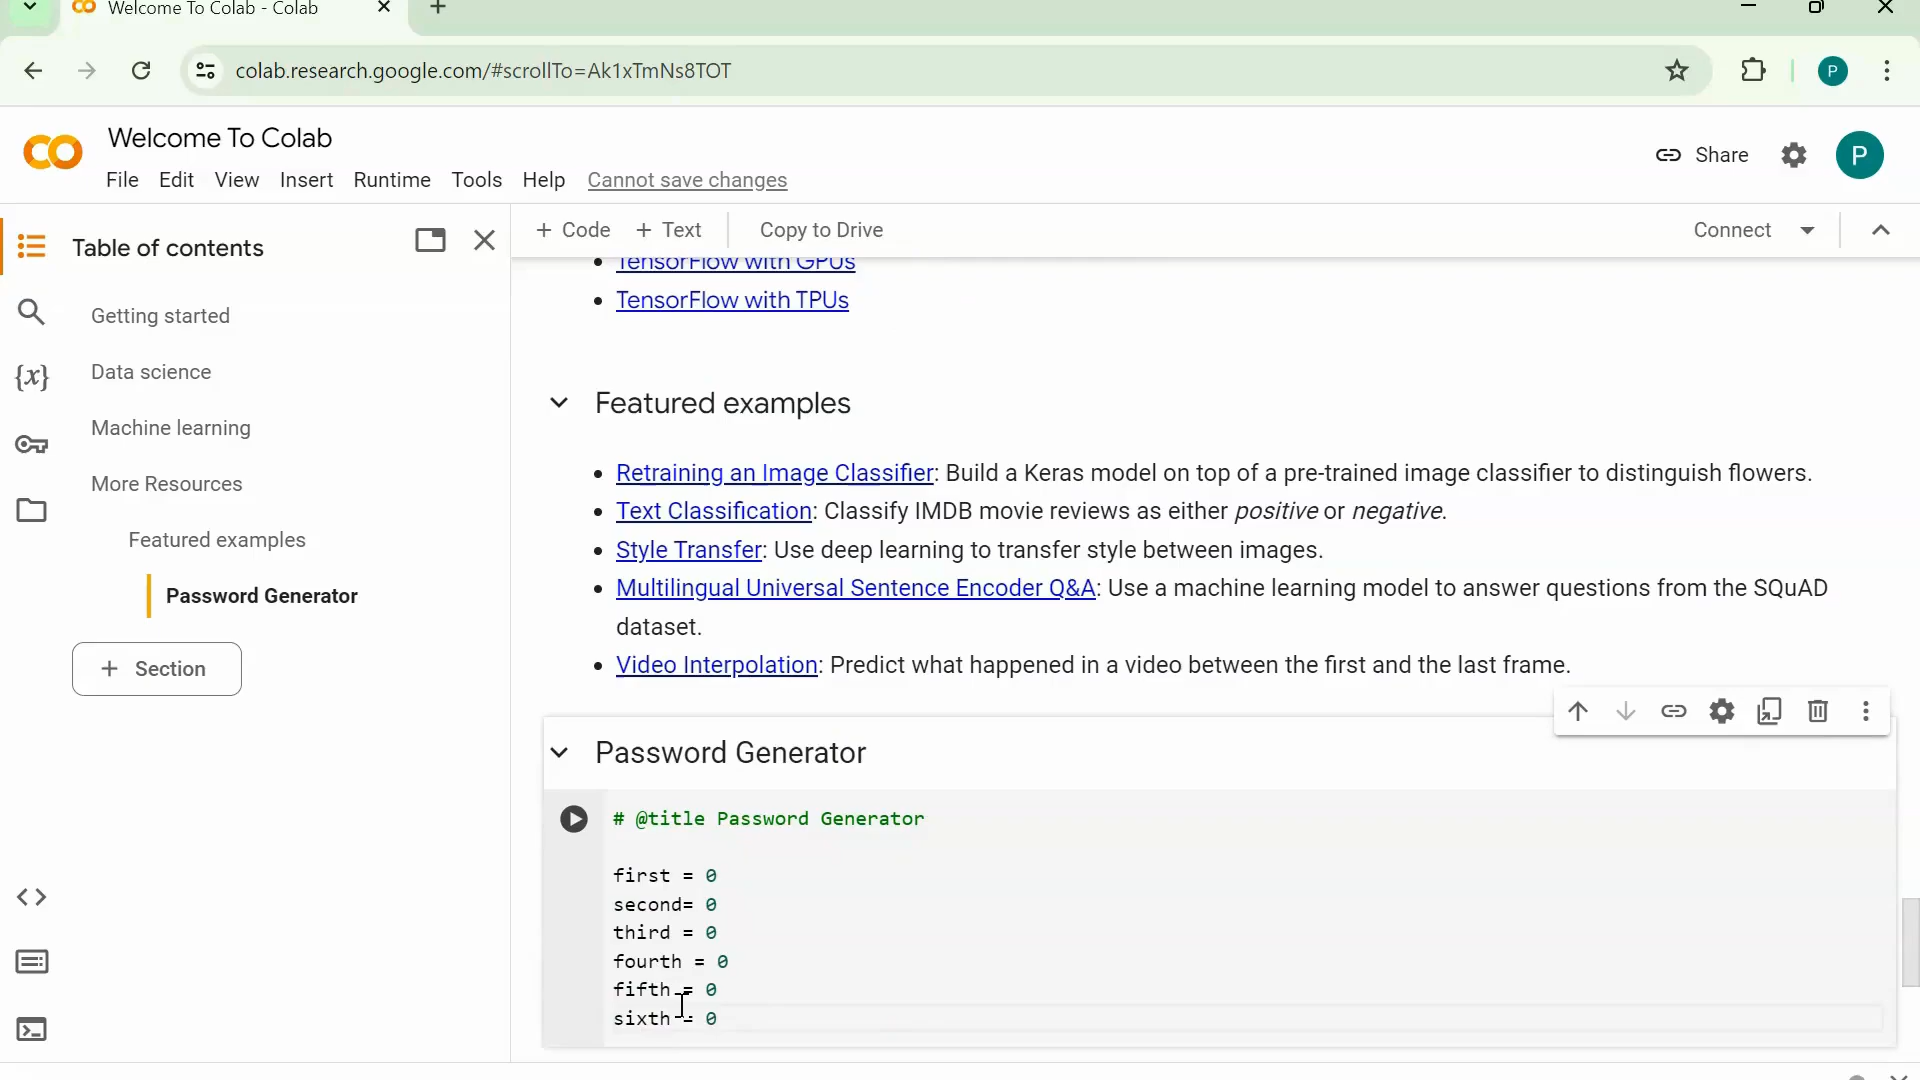 Welcome To Colab - Colab
colab.research.google.com/#scrollTo=Ak1xTmNs8TOT
P
Welcome To Colab
File Edit View Insert Runtime Tools Help Cannot save changes
Share
P
Table of contents
+ Code + Text Copy to Drive
Connect
Getting started
Data science
Machine learning
More Resources
Featured examples
Password Generator
+ Section
TensorFlow with GPUs
TensorFlow with TPUs
Featured examples
Retraining an Image Classifier: Build a Keras model on top of a pre-trained image classifier to distinguish flowers.
Text Classification: Classify IMDB movie reviews as either positive or negative.
Style Transfer: Use deep learning to transfer style between images.
Multilingual Universal Sentence Encoder Q&A: Use a machine learning model to answer questions from the SQuAD
dataset.
Video Interpolation: Predict what happened in a video between the first and the last frame.
Password Generator
# @title Password Generator
first = 0
second= 0
third = 0
fourth = 0
fifth = 0
sixth = 0